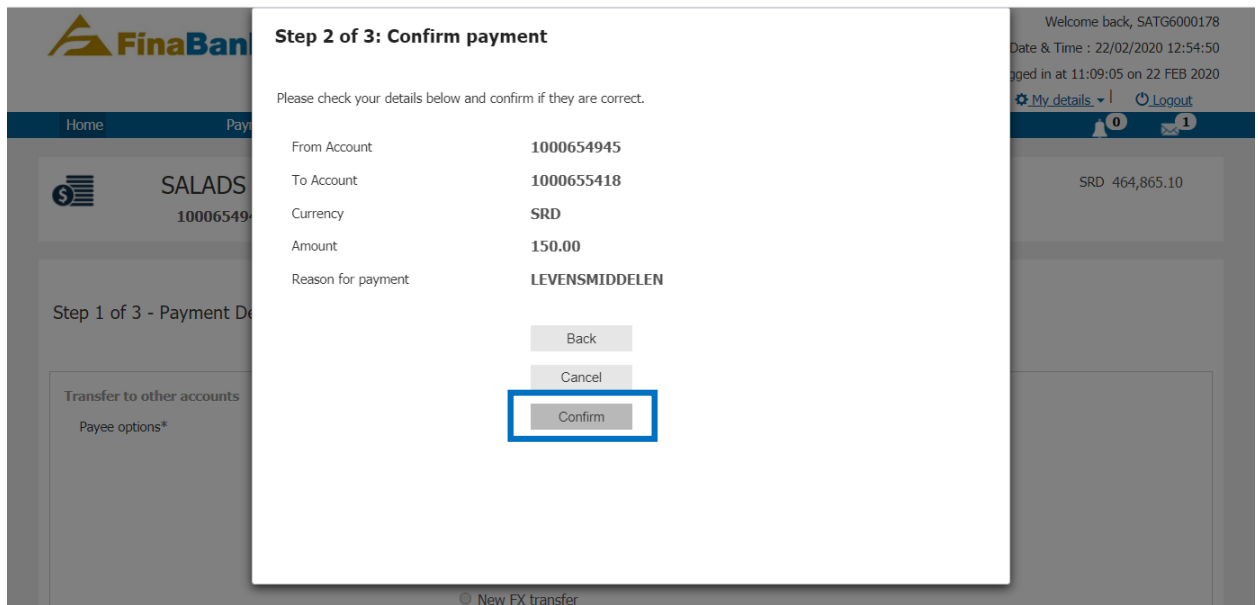 FinaBan
Welcome back, SATG6000178
Date & Time : 22/02/2020 12:54:50
gged in at 11:09:05 on 22 FEB 2020
My details
Logout
Home
Pay
0
1
SALADS
SRD 464,865.10
10006549
Step 1 of 3 - Payment De
Transfer to other accounts
Payee options*
Step 2 of 3: Confirm payment
Please check your details below and confirm if they are correct.
From Account 1000654945
To Account 1000655418
Currency SRD
Amount 150.00
Reason for payment LEVENSMIDDELEN
Back
Cancel
Confirm
New FX transfer